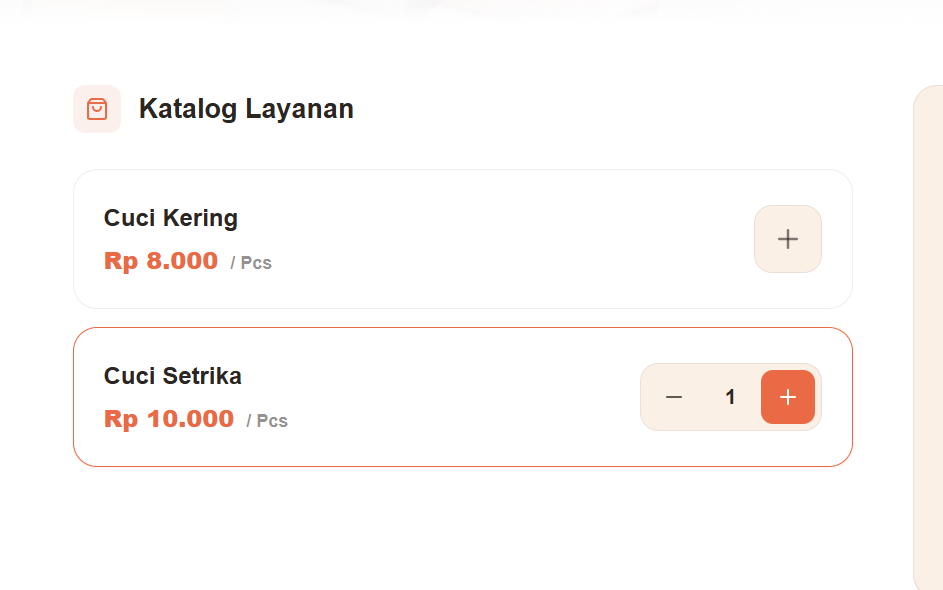 Katalog Layanan
Cuci Kering
Rp 8.000 / Pcs
Cuci Setrika
Rp 10.000 / Pcs
1